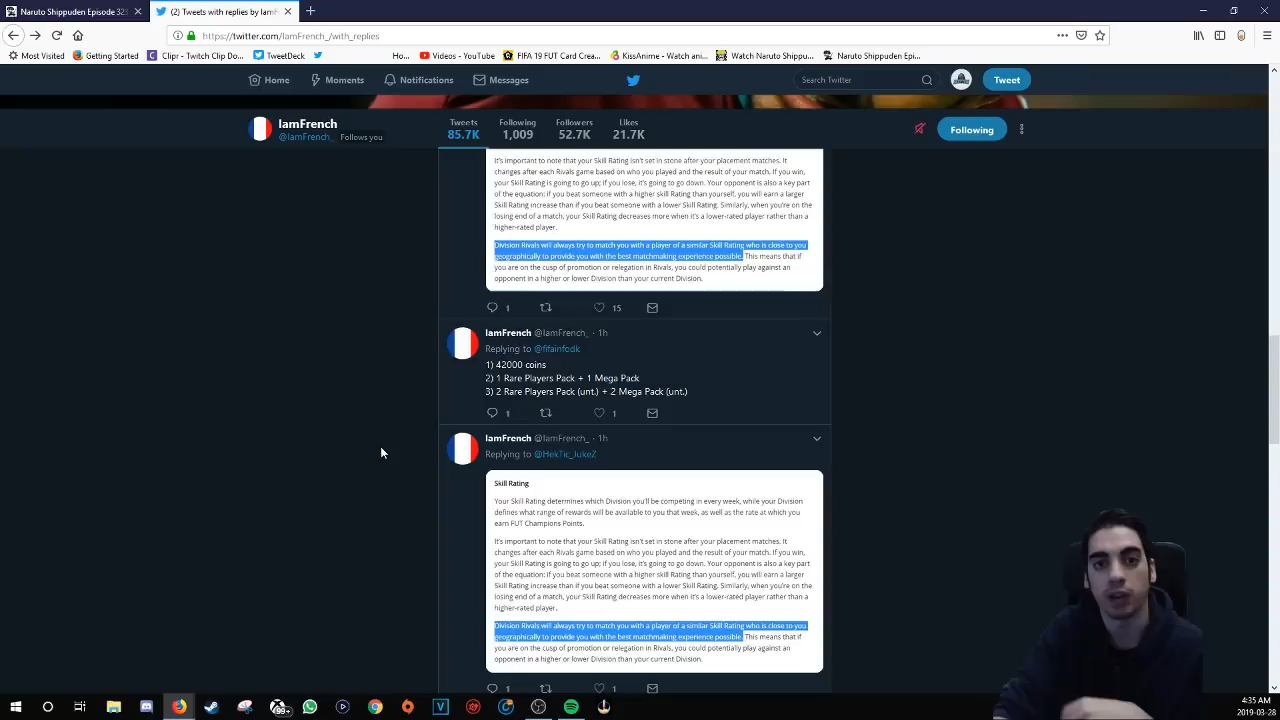 Naruto Shippuden Episode 323
(2) Tweets with replies by IamF
https://twitter.com/IamFrench_/with_replies
Most Visited
Getting Started
Clipr - Twitch Clip Do...
TweetDeck
Ho...
Videos - YouTube
FIFA 19 FUT Card Crea...
KissAnime - Watch ani...
Watch Naruto Shippu...
Naruto Shippuden Epi...
Home
Moments
Notifications
Messages
Search Twitter
Tweet
IamFrench
@IamFrench_ Follows you
Tweets
85.7K
Following
1,009
Followers
52.7K
Likes
21.7K
Following
It's important to note that your Skill Rating isn't set in stone after your placement matches. It
changes after each Rivals game based on who you played and the result of your match. If you win,
your Skill Rating is going to go up; if you lose, it's going to go down. Your opponent is also a key part
of the equation: if you beat someone with a higher skill Rating than yourself, you will earn a larger
Skill Rating increase than if you beat someone with a lower Skill Rating. Similarly, when you're on the
losing end of a match, your Skill Rating decreases more when it's a lower-rated player rather than a
higher-rated player.
Division Rivals will always try to match you with a player of a similar Skill Rating who is close to you
geographically to provide you with the best matchmaking experience possible. This means that if
you are on the cusp of promotion or relegation in Rivals, you could potentially play against an
opponent in a higher or lower Division than your current Division.
1
15
IamFrench @IamFrench_ · 1h
Replying to @fifainfodk
1) 42000 coins
2) 1 Rare Players Pack + 1 Mega Pack
3) 2 Rare Players Pack (unt.) + 2 Mega Pack (unt.)
1
1
IamFrench @IamFrench_ · 1h
Replying to @HekTic_JukeZ
Skill Rating
Your Skill Rating determines which Division you'll be competing in every week, while your Division
defines what range of rewards will be available to you that week, as well as the rate at which you
earn FUT Champions Points.
It's important to note that your Skill Rating isn't set in stone after your placement matches. It
changes after each Rivals game based on who you played and the result of your match. If you win,
your Skill Rating is going to go up; if you lose, it's going to go down. Your opponent is also a key part
of the equation: if you beat someone with a higher skill Rating than yourself, you will earn a larger
Skill Rating increase than if you beat someone with a lower Skill Rating. Similarly, when you're on the
losing end of a match, your Skill Rating decreases more when it's a lower-rated player rather than a
higher-rated player.
Division Rivals will always try to match you with a player of a similar Skill Rating who is close to you
geographically to provide you with the best matchmaking experience possible. This means that if
you are on the cusp of promotion or relegation in Rivals, you could potentially play against an
opponent in a higher or lower Division than your current Division.
1
1
4:35 AM
2019-03-28